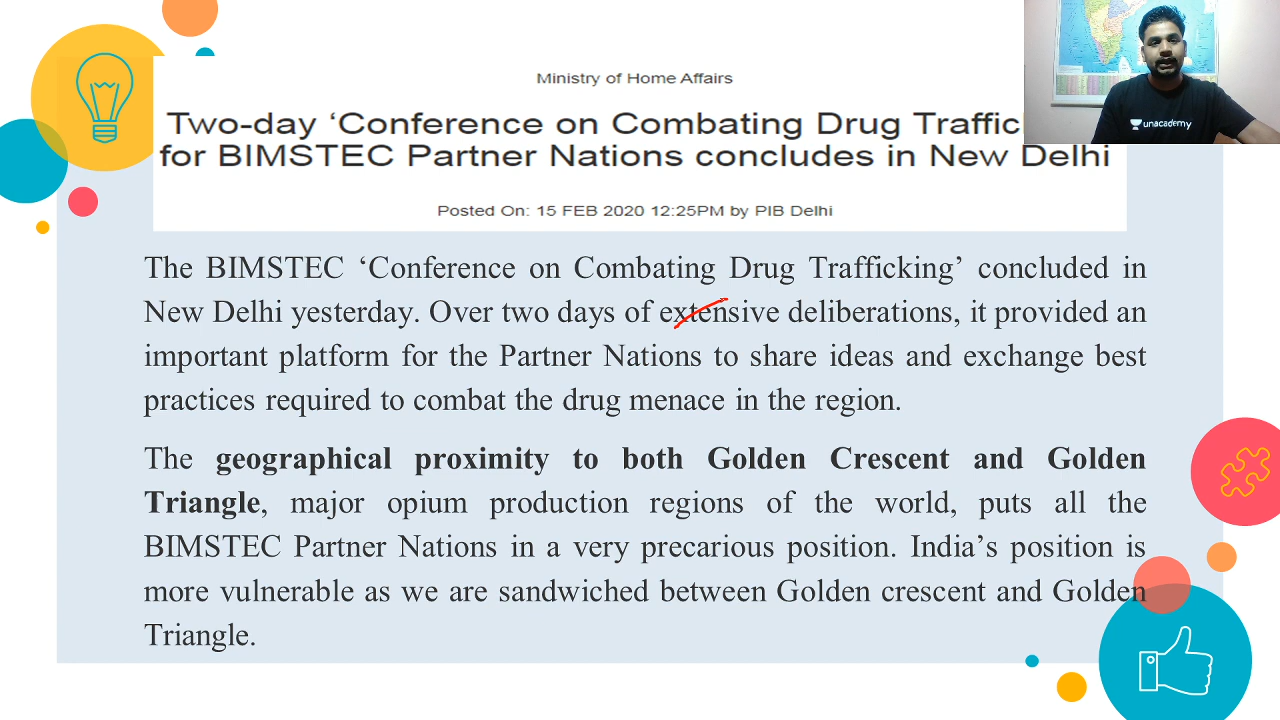 Ministry of Home Affairs
Two-day ‘Conference on Combating Drug
for BIMSTEC Partner Nations concludes in New Delhi
Posted On: 15 FEB 2020 12:25PM by PIB Delhi
unacademy
The BIMSTEC ‘Conference on Combating Drug Trafficking’ concluded in
New Delhi yesterday. Over two days of extensive deliberations, it provided an
important platform for the Partner Nations to share ideas and exchange best
practices required to combat the drug menace in the region.
The geographical proximity to both Golden Crescent and Golden
Triangle, major opium production regions of the world, puts all the
BIMSTEC Partner Nations in a very precarious position. India’s position is
more vulnerable as we are sandwiched between Golden crescent and Golden
Triangle.